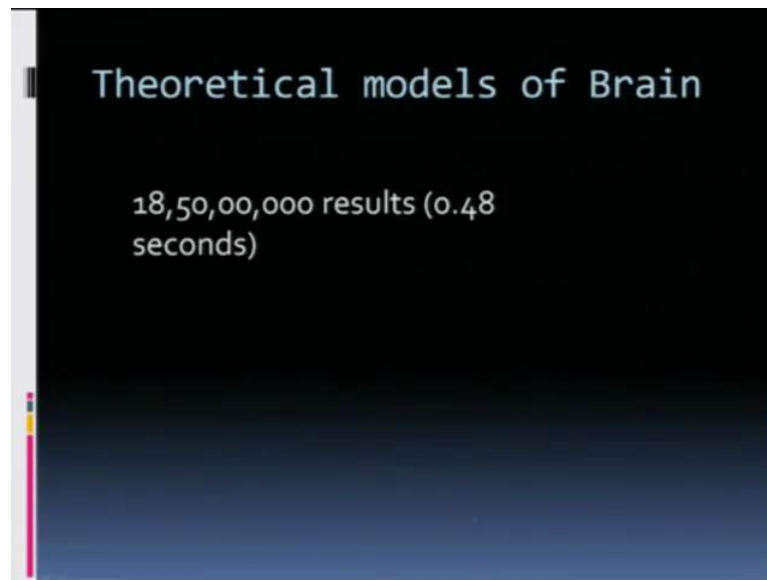 Theoretical models of Brain
18,50,00,000 results (0.48
seconds)